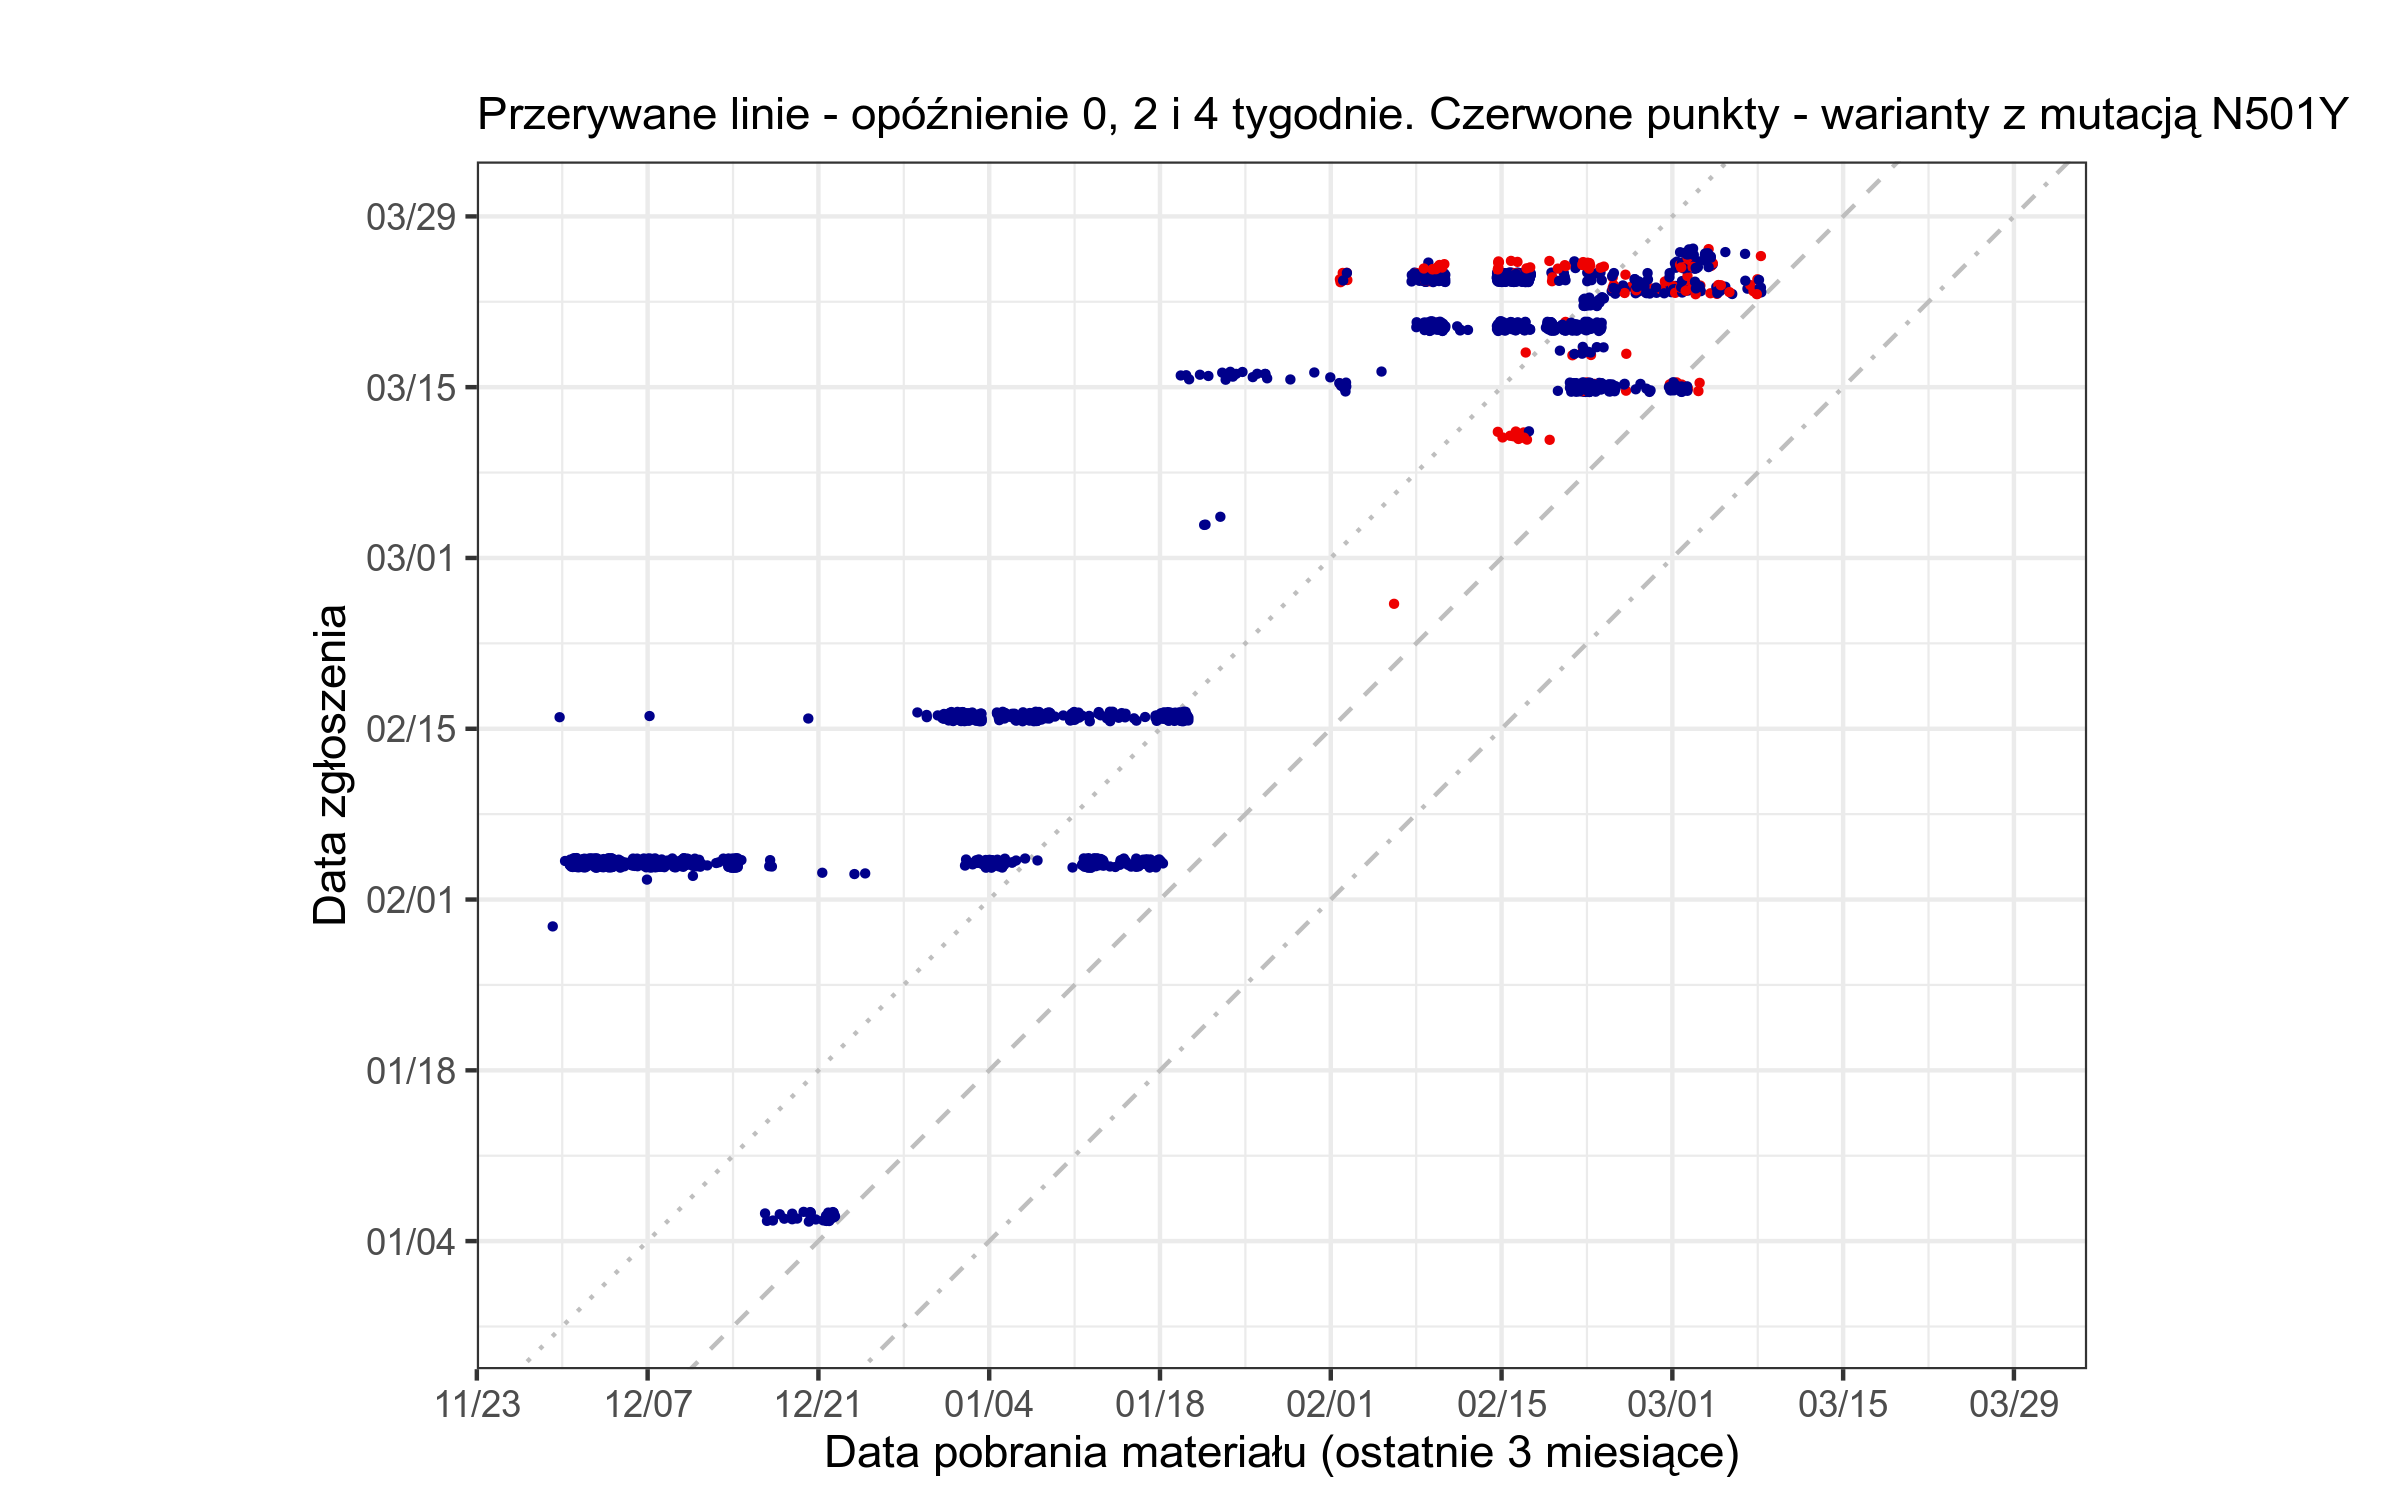 Przerywane linie - opóźnienie 0, 2 i 4 tygodnie. Czerwone punkty - warianty z mutacją N501Y
03/29
03/15
03/01
02/15
02/01
01/18
01/04
Data zgłoszenia
11/23 12/07 12/21 01/04 01/18 02/01 02/15 03/01 03/15 03/29
Data pobrania materiału (ostatnie 3 miesiące)